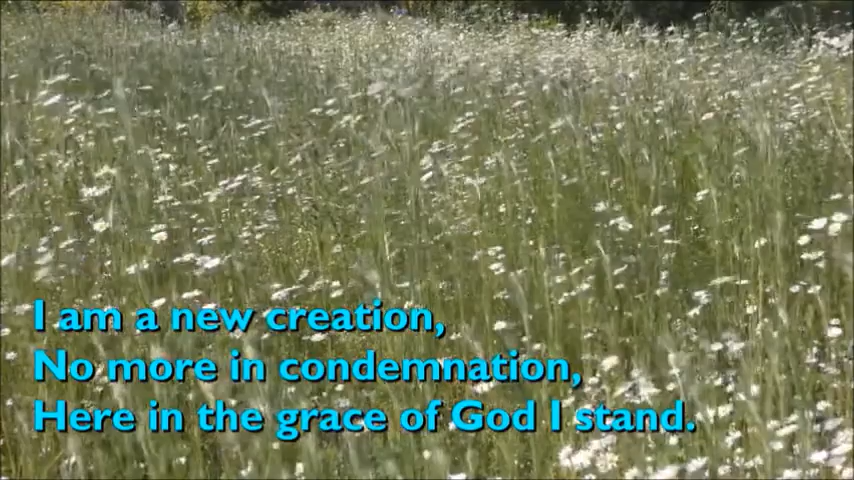 I am a new creation,
No more in condemnation,
Here in the grace of God I stand.